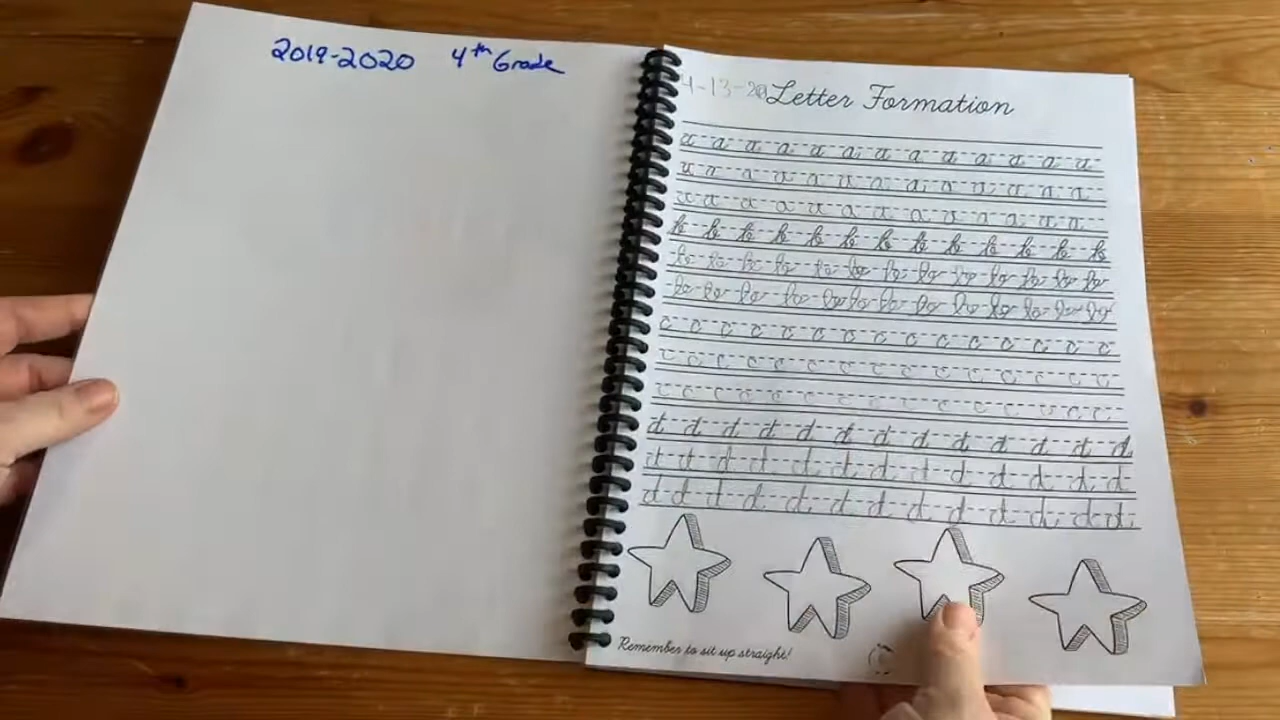 2019-2020 4th Grade
4-13-20 Letter Formation
a a a a a a a a a a a a a
a a a a a a a a a a a a a
a a a a a a a a a a a a a
b b b b b b b b b b b b b
b b b b b b b b b b b b b
b b b b b b b b b b b b b b
c c c c c c c c c c c c c c c
c c c c c c c c c c c c c c c
c c c c c c c c c c c c c c c
d d d d d d d d d d d d d
d d d d d d d d d d d d d
d d d d d d d d d d d d d
Remember to sit up straight!